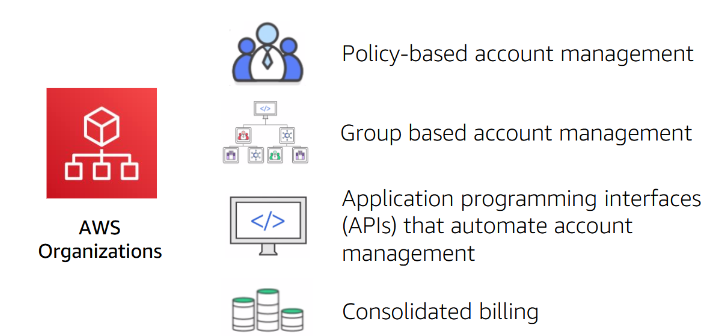 Policy-based account management
Group based account management
AWS
Organizations
</>
Application programming interfaces
(APIs) that automate account
management
Consolidated billing